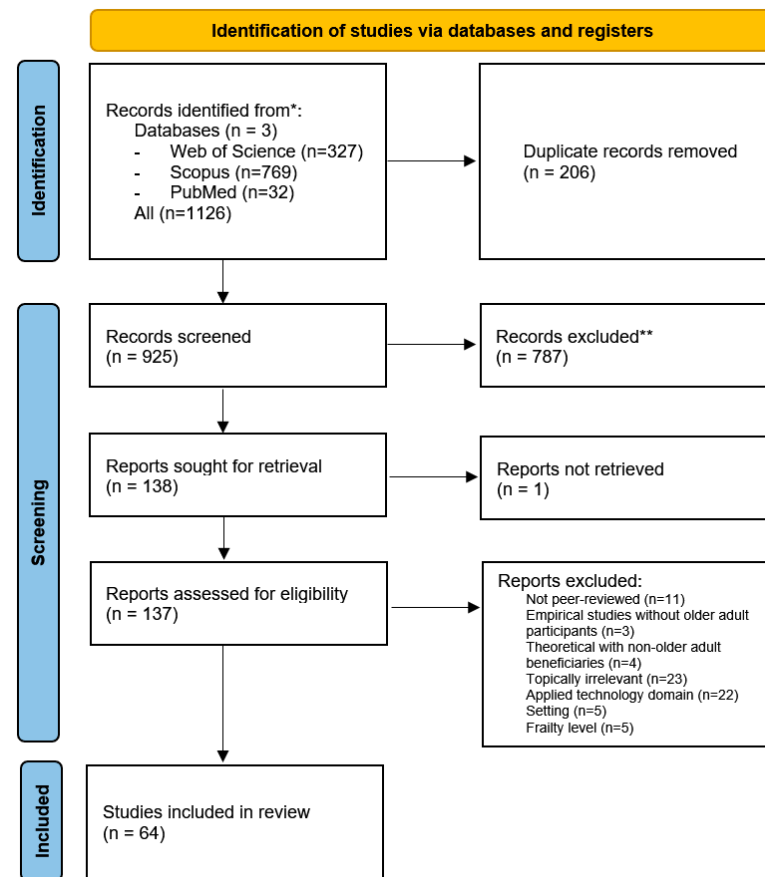 Identification of studies via databases and registers
Identification
Records identified from*:
Databases (n = 3)
- Web of Science (n=327)
- Scopus (n=769)
- PubMed (n=32)
All (n=1126)
Duplicate records removed
(n = 206)
Screening
Records screened
(n = 925)
Records excluded**
(n = 787)
Reports sought for retrieval
(n = 138)
Reports not retrieved
(n = 1)
Reports assessed for eligibility
(n = 137)
Reports excluded:
Not peer-reviewed (n=11)
Empirical studies without older adult
participants (n=3)
Theoretical with non-older adult
beneficiaries (n=4)
Topically irrelevant (n=23)
Applied technology domain (n=22)
Setting (n=5)
Frailty level (n=5)
Included
Studies included in review
(n = 64)